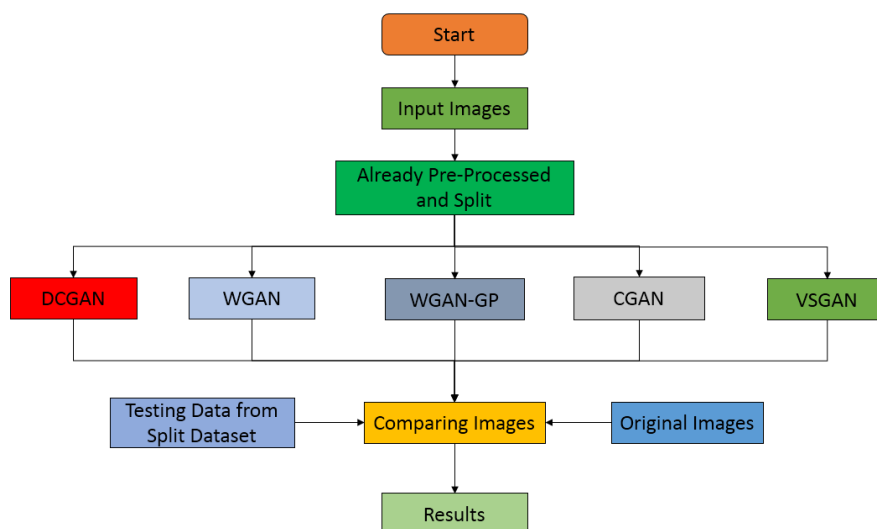 Start
Input Images
Already Pre-Processed
and Split
DCGAN
WGAN
WGAN-GP
CGAN
VSGAN
Testing Data from
Split Dataset
Comparing Images
Original Images
Results